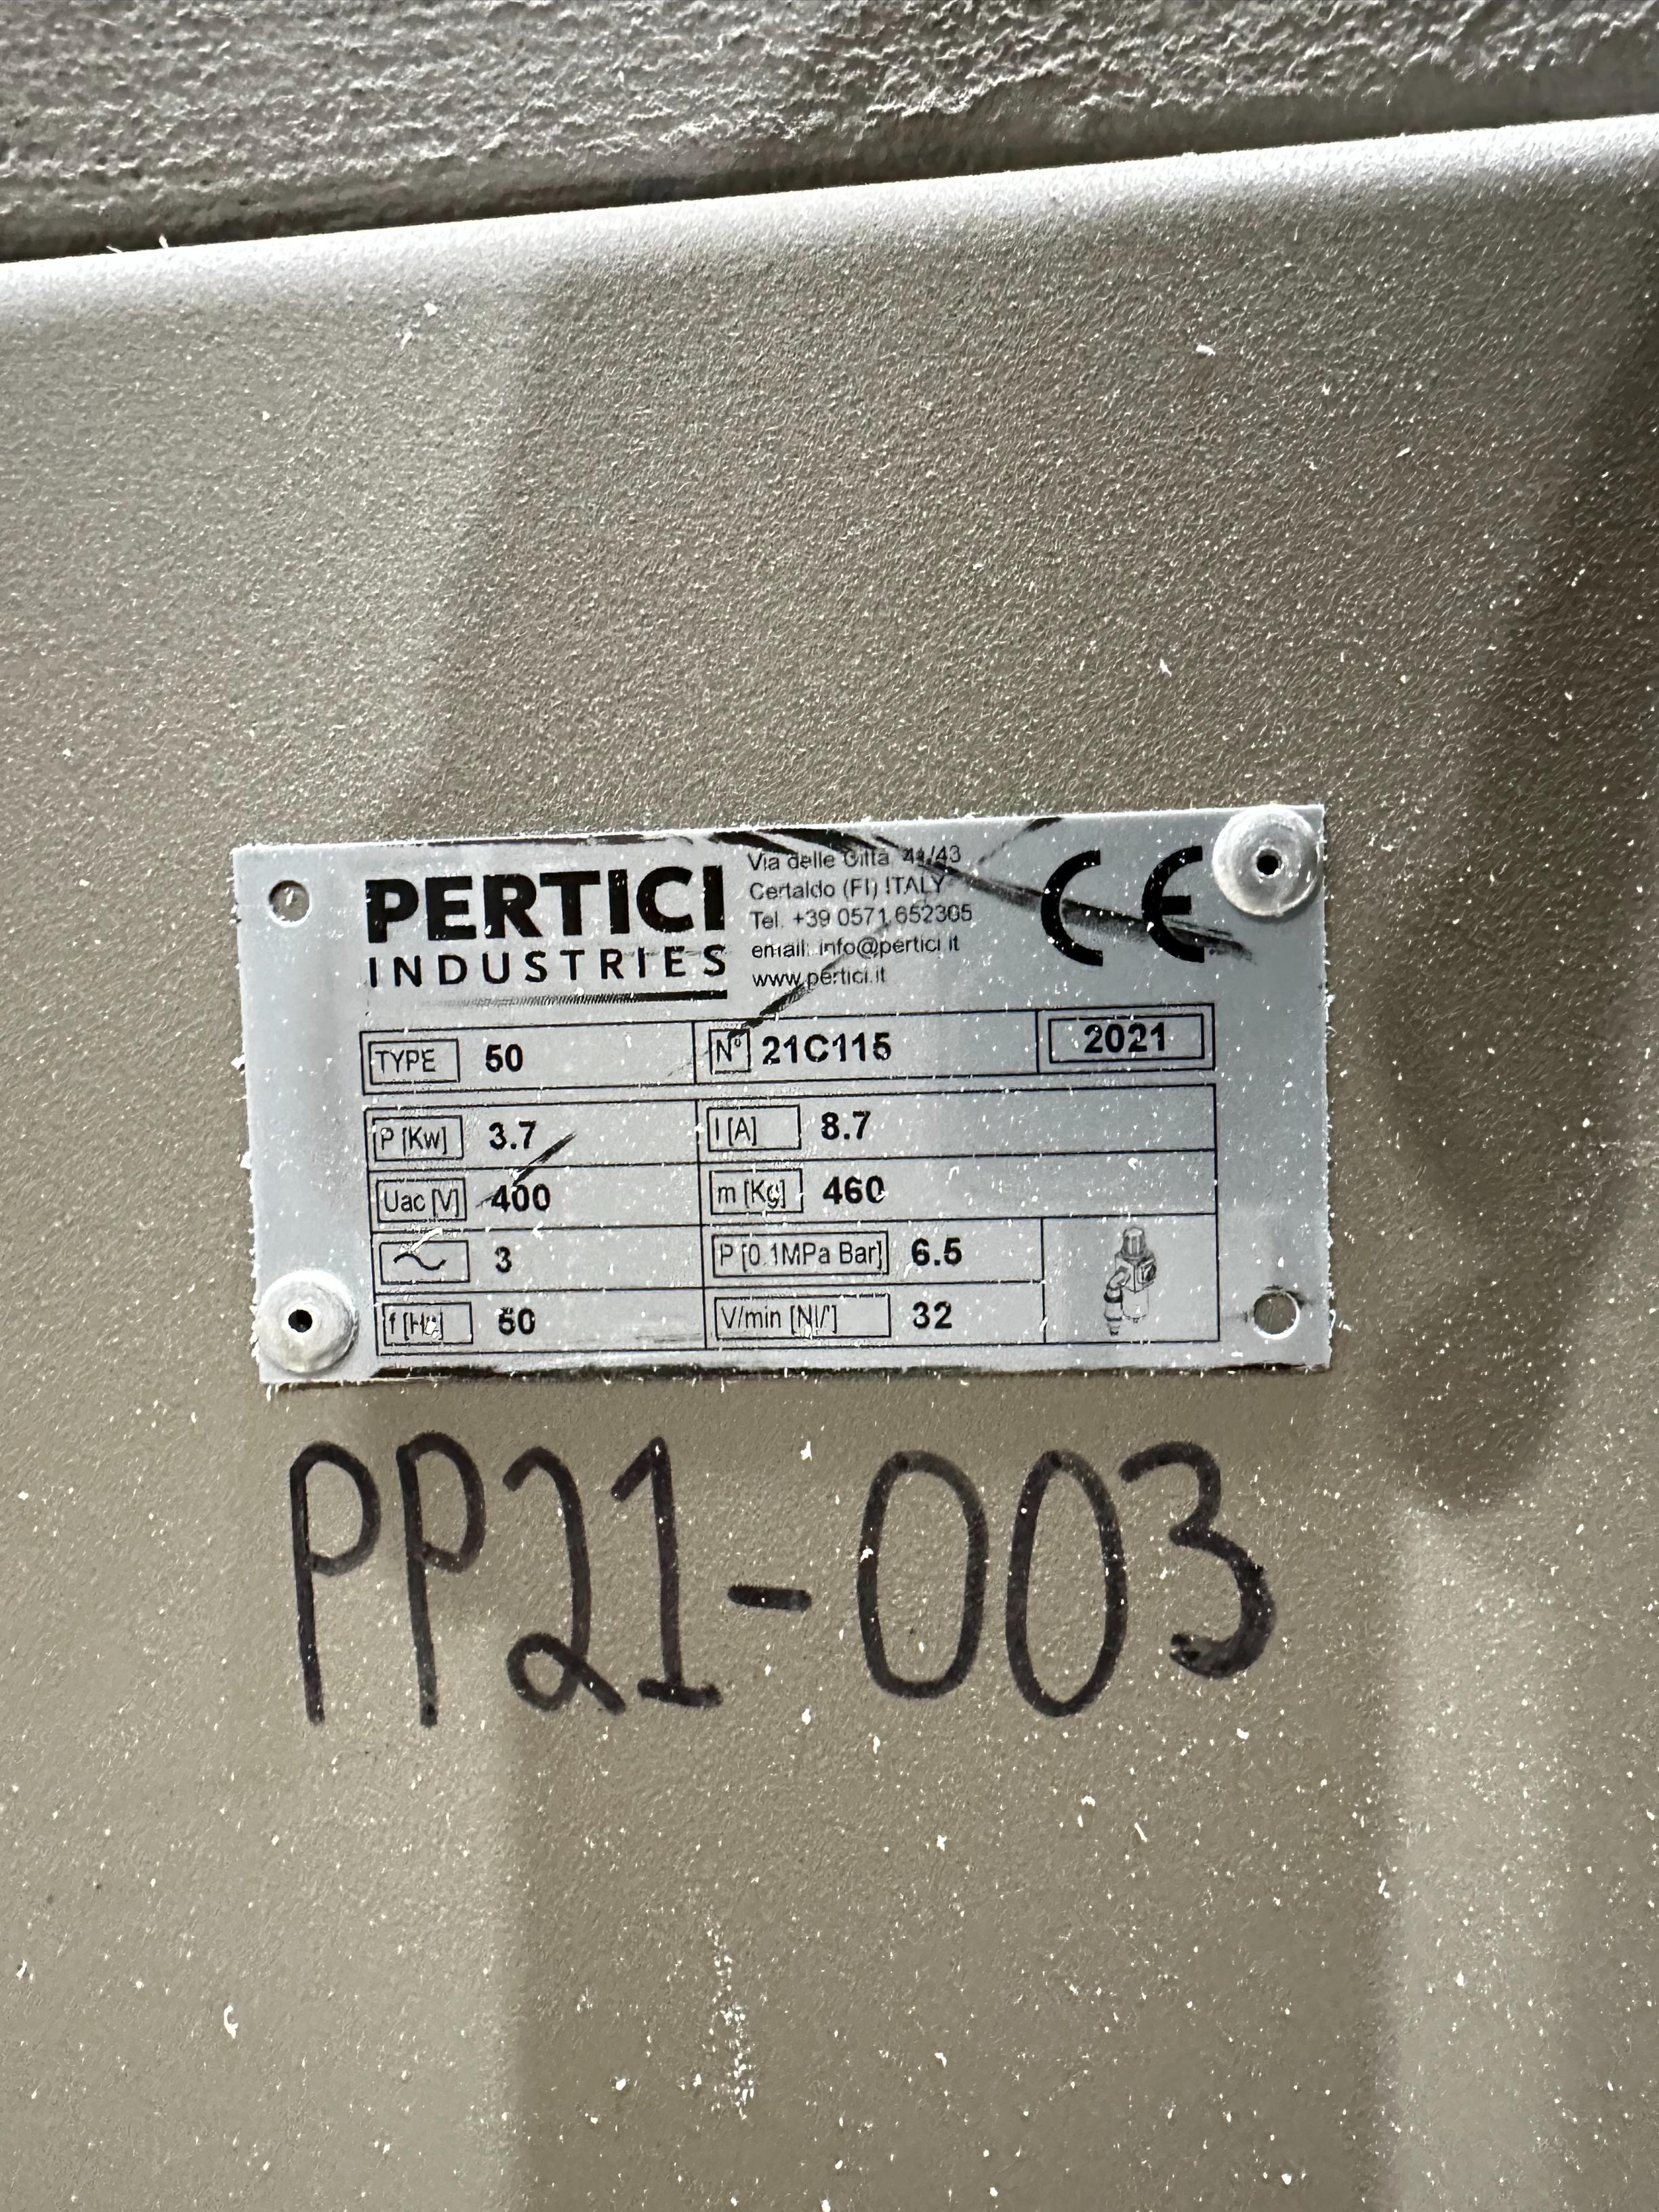 PERTICI
INDUSTRIES
Via delle Città, 41/43
Certaldo (FI) ITALY
Tel. +39 0571 652305
email: info@pertici.it
www.pertici.it
CE
TYPE 50 N° 21C115 2021
P [Kw] 3.7 I [A] 8.7
Uac [V] 400 m [Kg] 460
~ 3 P [0.1MPa Bar] 6.5
f [Hz] 50 V/min [Nl/'] 32
PP21-003